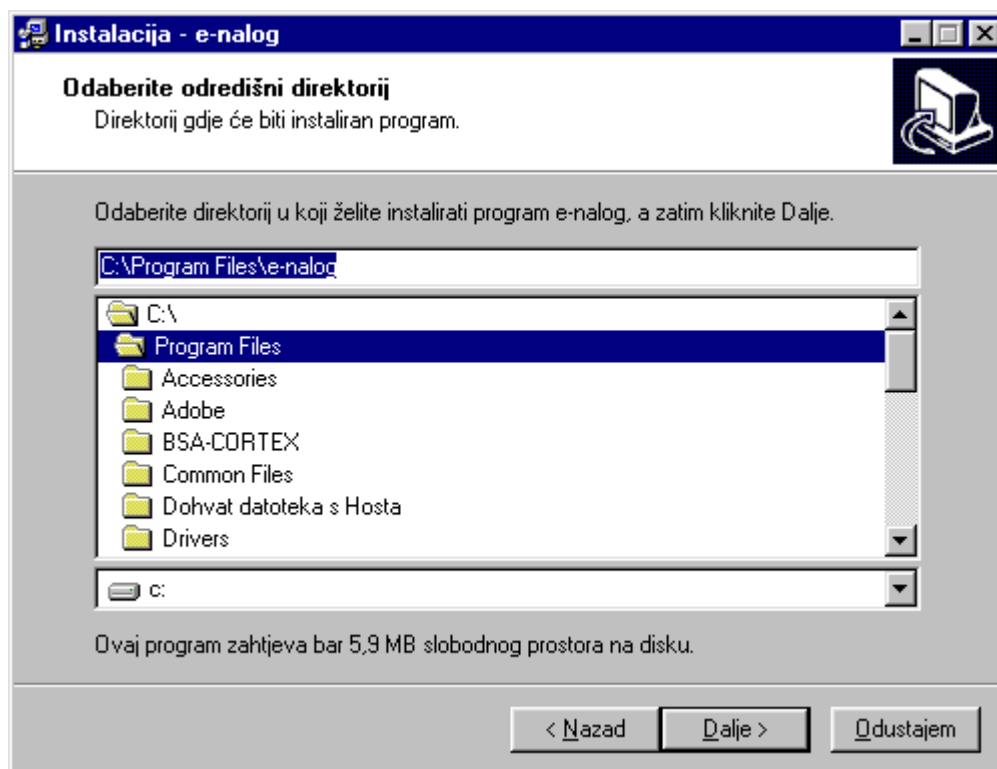 Instalacija - e-nalog
Odaberite odredišni direktorij
Direktorij gdje će biti instaliran program.
Odaberite direktorij u koji želite instalirati program e-nalog, a zatim kliknite Dalje.
C:\Program Files\e-nalog
C:\
Program Files
Accessories
Adobe
BSA-CORTEX
Common Files
Dohvat datoteka s Hosta
Drivers
c:
Ovaj program zahtjeva bar 5,9 MB slobodnog prostora na disku.
< Nazad Dalje > Odustajem